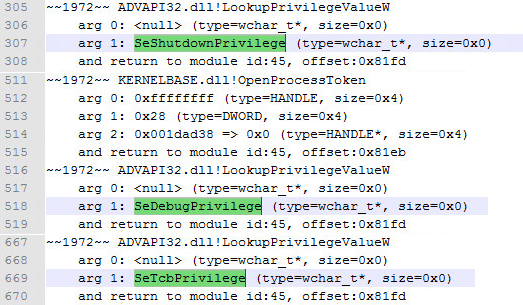 305 ~~1972~~ ADVAPI32.dll!LookupPrivilegeValueW
306 arg 0: <null> (type=wchar_t*, size=0x0)
307 arg 1: SeShutdownPrivilege (type=wchar_t*, size=0x0)
308 and return to module id:45, offset:0x81fd
511 ~~1972~~ KERNELBASE.dll!OpenProcessToken
512 arg 0: 0xffffffff (type=HANDLE, size=0x4)
513 arg 1: 0x28 (type=DWORD, size=0x4)
514 arg 2: 0x001dad38 => 0x0 (type=HANDLE*, size=0x4)
515 and return to module id:45, offset:0x81eb
516 ~~1972~~ ADVAPI32.dll!LookupPrivilegeValueW
517 arg 0: <null> (type=wchar_t*, size=0x0)
518 arg 1: SeDebugPrivilege (type=wchar_t*, size=0x0)
519 and return to module id:45, offset:0x81fd
667 ~~1972~~ ADVAPI32.dll!LookupPrivilegeValueW
668 arg 0: <null> (type=wchar_t*, size=0x0)
669 arg 1: SeTcbPrivilege (type=wchar_t*, size=0x0)
670 and return to module id:45, offset:0x81fd